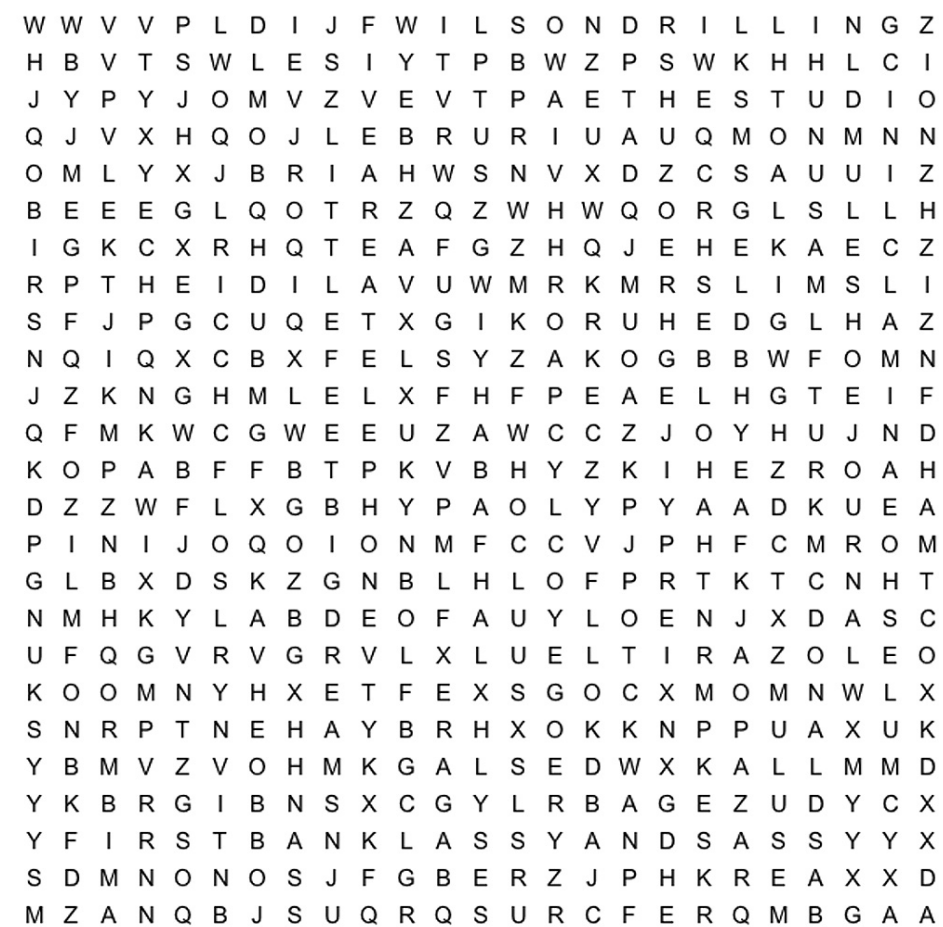 W W V V P L D I J F W I L S O N D R I L L I N G Z
H B V T S W L E S I Y T P B W Z P S W K H H L C I
J Y P Y J O M V Z V E V T P A E T H E S T U D I O
Q J V X H Q O J L E B R U R I U A U Q M O N M N N
O M L Y X J B R I A H W S N V X D Z C S A U U I Z
B E E E G L Q O T R Z Q Z W H W Q O R G L S L L H
I G K C X R H Q T E A F G Z H Q J E H E K A E C Z
R P T H E I D I L A V U W M R K M R S L I M S L I
S F J P G C U Q E T X G I K O R U H E D G L H A Z
N Q I Q X C B X F E L S Y Z A K O G B B W F O M N
J Z K N G H M L E L X F H F P E A E L H G T E I F
Q F M K W C G W E E U Z A W C C Z J O Y H U J N D
K O P A B F F B T P K V B H Y Z K I H E Z R O A H
D Z Z W F L X G B H Y P A O L Y P Y A A D K U E A
P I N I J O Q O I O N M F C C V J P H F C M R O M
G L B X D S K Z G N B L H L O F P R T K T C N H T
N M H K Y L A B D E O F A U Y L O E N J X D A S C
U F Q G V R V G R V L X L U E L T I R A Z O L E O
K O O M N Y H X E T F E X S G O C X M O M N W L X
S N R P T N E H A Y B R H X O K K N P P U A X U K
Y B M V Z V O H M K G A L S E D W X K A L L M M D
Y K B R G I B N S X C G Y L R B A G E Z U D Y C X
Y F I R S T B A N K L A S S Y A N D S A S S Y Y X
S D M N O N O S J F G B E R Z J P H K R E A X X D
M Z A N Q B J S U Q R Q S U R C F E R Q M B G A A